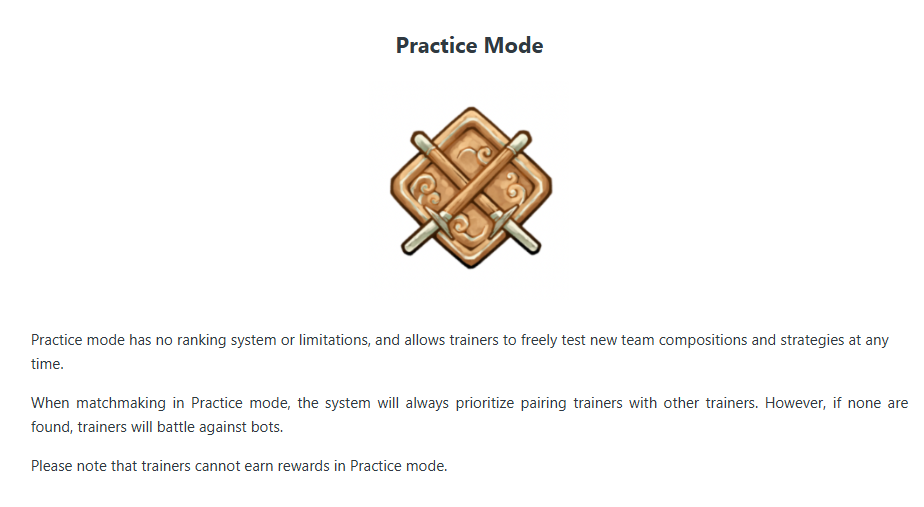 Practice Mode
Practice mode has no ranking system or limitations, and allows trainers to freely test new team compositions and strategies at any
time.
When matchmaking in Practice mode, the system will always prioritize pairing trainers with other trainers. However, if none are
found, trainers will battle against bots.
Please note that trainers cannot earn rewards in Practice mode.